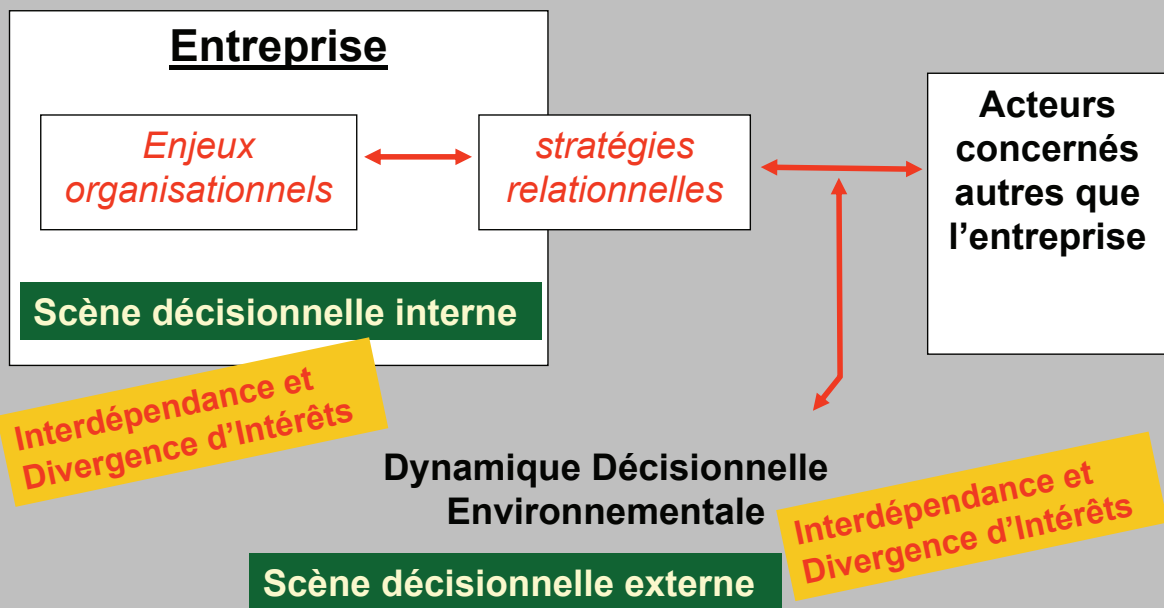 Entreprise
Enjeux
organisationnels
stratégies
relationnelles
Acteurs
concernés
autres que
l’entreprise
Scène décisionnelle interne
Interdépendance et
Divergence d’Intérêts
Dynamique Décisionnelle
Environnementale
Interdépendance et
Divergence d’Intérêts
Scène décisionnelle externe